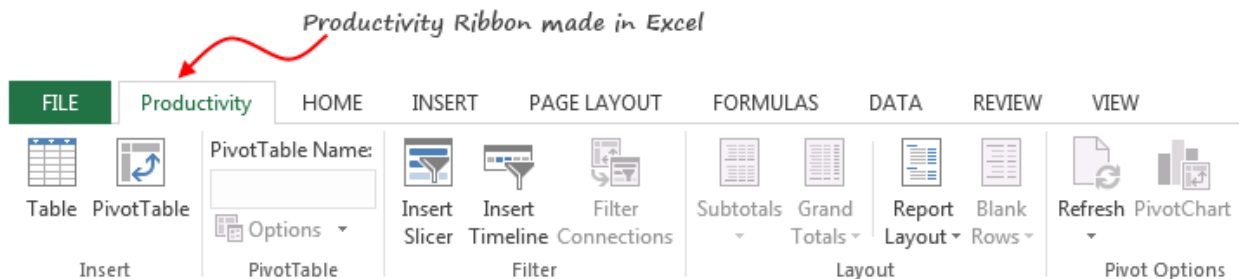 Productivity Ribbon made in Excel
FILE Productivity HOME INSERT PAGE LAYOUT FORMULAS DATA REVIEW VIEW
PivotTable Name:
Table PivotTable Insert Insert Filter Subtotals Grand Report Blank Refresh PivotChart
Options Slicer Timeline Connections Totals Layout Rows
Insert PivotTable Filter Layout Pivot Options